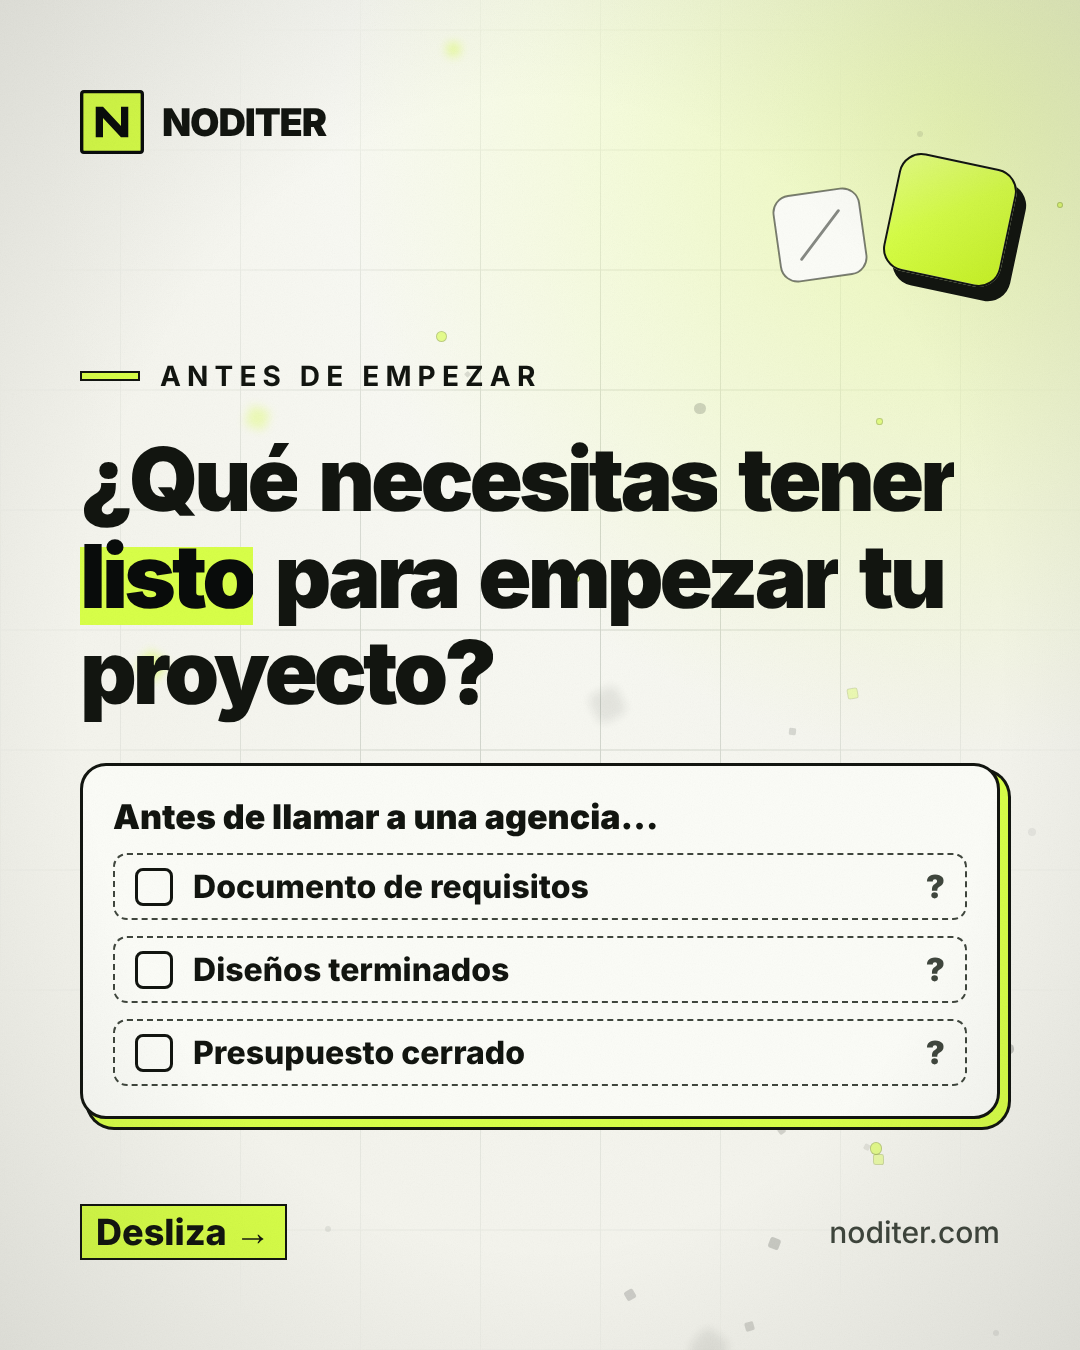 N NODITER
ANTES DE EMPEZAR
¿Qué necesitas tener
listo para empezar tu
proyecto?
Antes de llamar a una agencia...
Documento de requisitos ?
Diseños terminados ?
Presupuesto cerrado ?
Desliza →
noditer.com